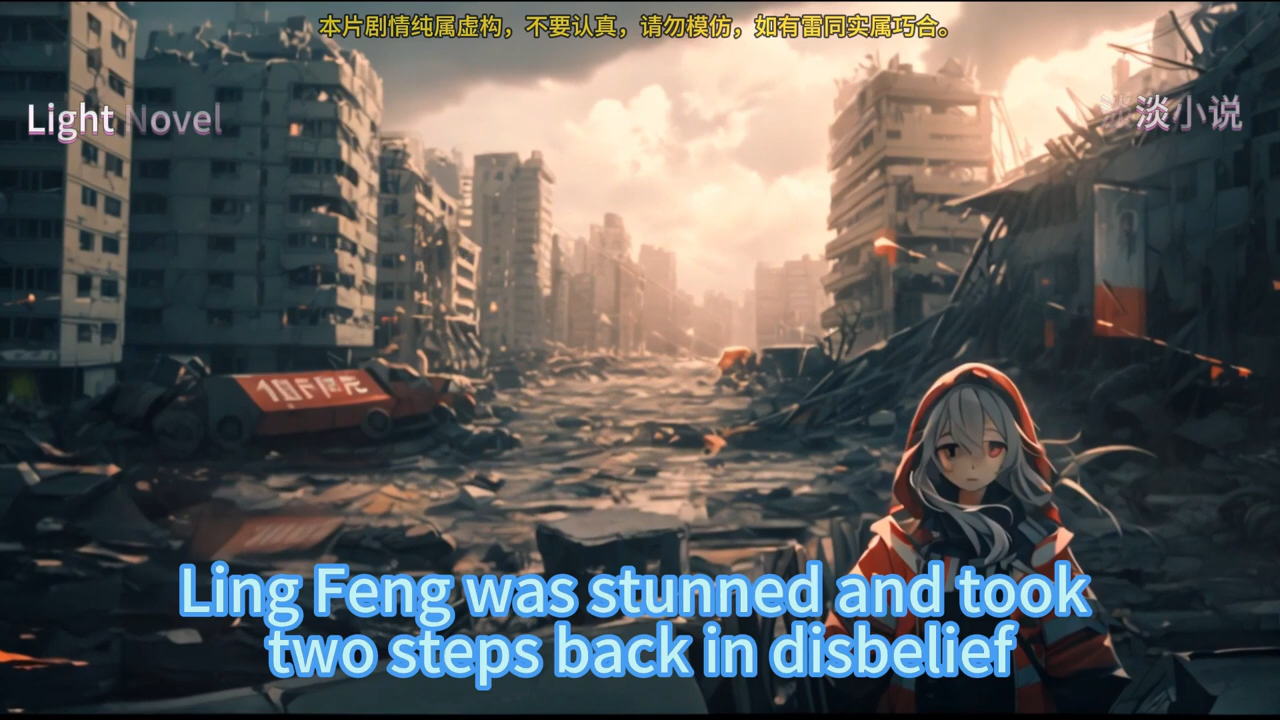 本片剧情纯属虚构，不要认真，请勿模仿，如有雷同实属巧合。
Light Novel
淡小说
Ling Feng was stunned and took
two steps back in disbelief